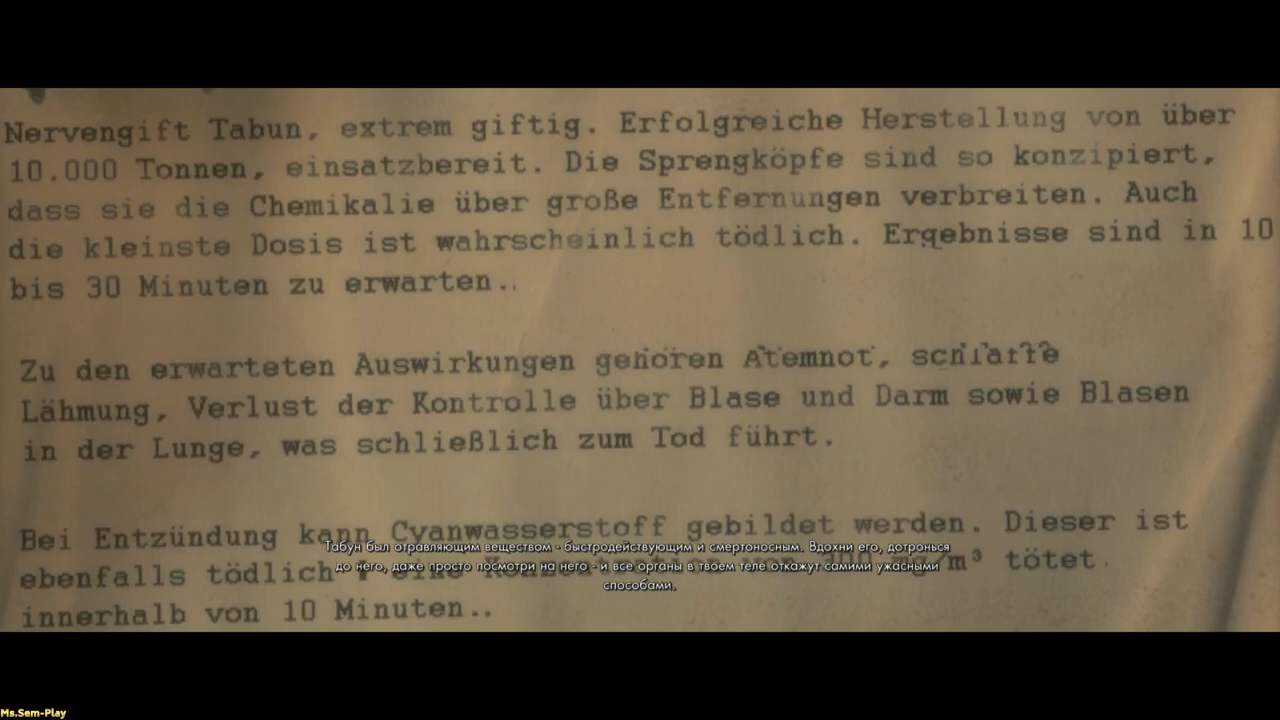 Nervengift Tabun, extrem giftig. Erfolgreiche Herstellung von über
10.000 Tonnen, einsatzbereit. Die Sprengköpfe sind so konzipiert,
dass sie die Chemikalie über große Entfernungen verbreiten. Auch
die kleinste Dosis ist wahrscheinlich tödlich. Ergebnisse sind in 10
bis 30 Minuten zu erwarten..
Zu den erwarteten Auswirkungen gehören Atemnot, schlaffe
Lähmung, Verlust der Kontrolle über Blase und Darm sowie Blasen
in der Lunge, was schließlich zum Tod führt.
Bei Entzündung kann Cyanwasserstoff gebildet werden. Dieser ist
ebenfalls tödlich eine Konzentration von mg/m³ tötet
innerhalb von 10 Minuten..
Табун был отравляющим веществом - быстродействующим и смертоносным. Вдохни его, дотронься
до него, даже просто посмотри на него - и все органы в твоем теле откажут самими ужасными
способами.
Ms.Sem-Play